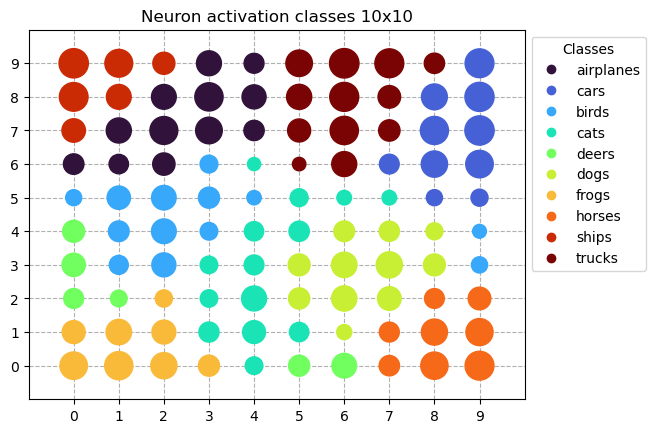 Neuron activation classes 10x10
9
8
7
6
5
4
3
2
1
0
0 1 2 3 4 5 6 7 8 9
Classes
airplanes
cars
birds
cats
deers
dogs
frogs
horses
ships
trucks